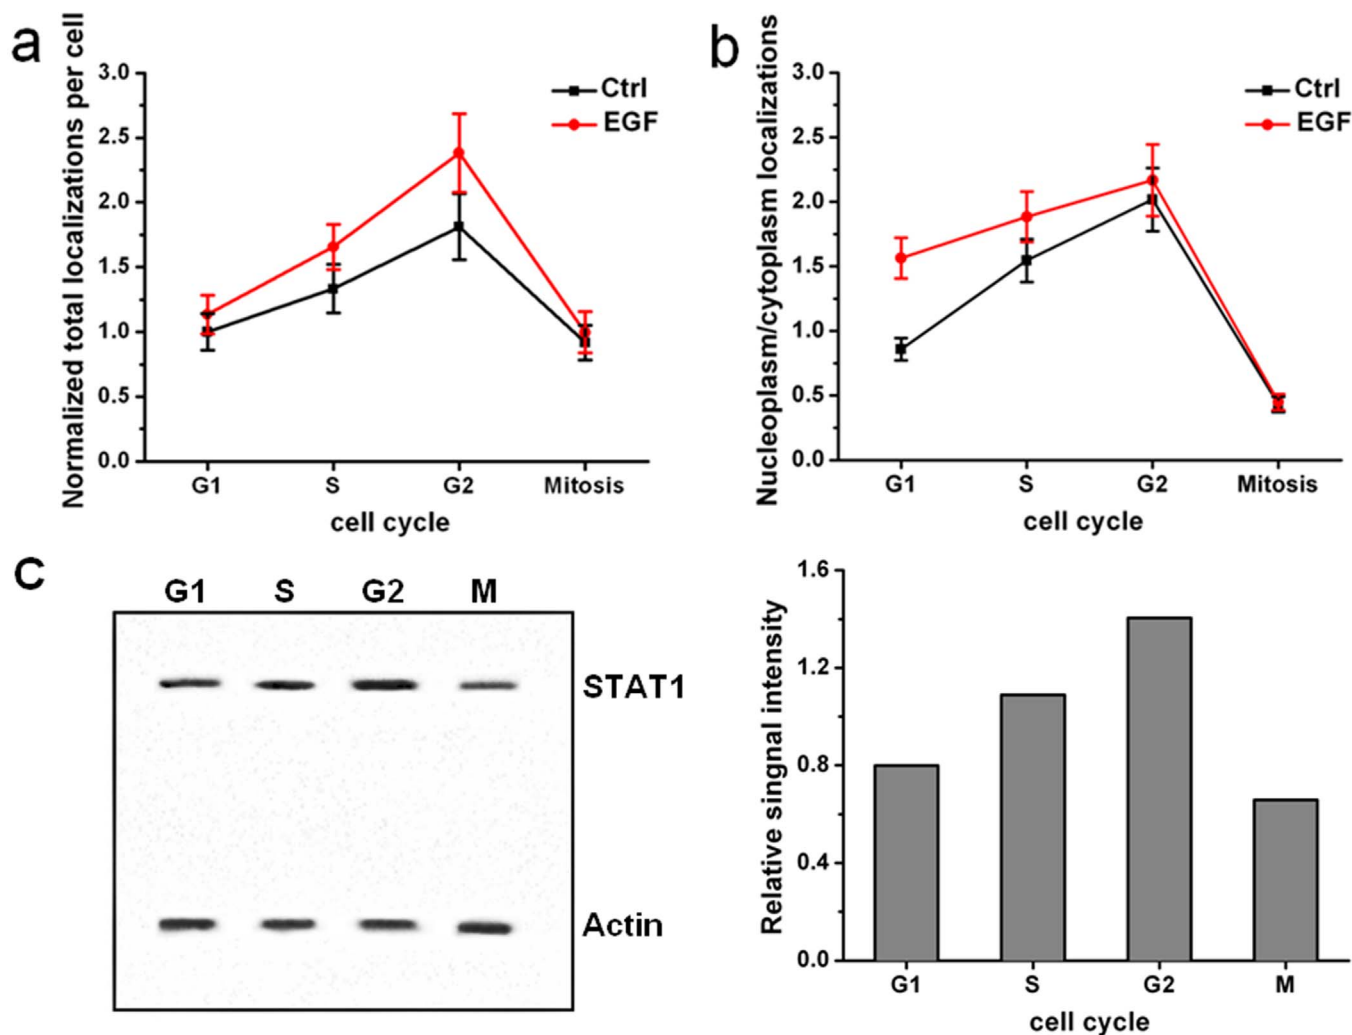 a
Normalized total localizations per cell
3.0
2.5
2.0
1.5
1.0
0.5
0.0
Ctrl
EGF
G1 S G2 Mitosis
cell cycle
b
Nucleoplasm/cytoplasm localizations
3.0
2.5
2.0
1.5
1.0
0.5
0.0
Ctrl
EGF
G1 S G2 Mitosis
cell cycle
c
G1 S G2 M
STAT1
Actin
Relative singnal intensity
1.6
1.2
0.8
0.4
0.0
G1 S G2 M
cell cycle